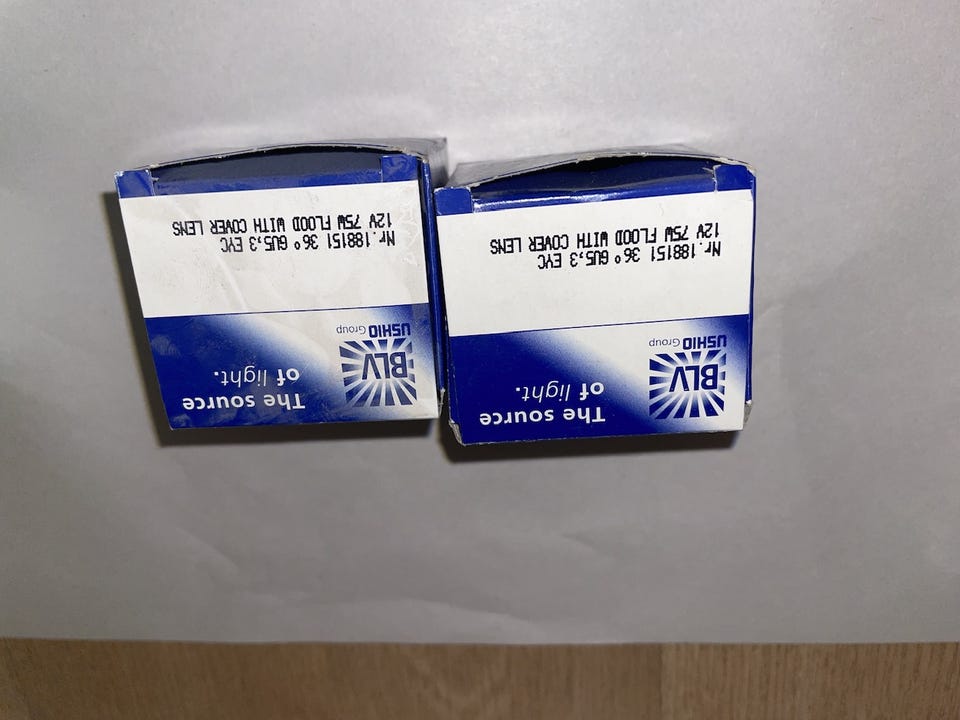 BLV
USHIO Group
The source
of light.
Nr.188151 36° GU5,3 EYC
12V 75W FLOOD WITH COVER LENS
BLV
USHIO Group
The source
of light.
Nr.188151 36° GU5,3 EYC
12V 75W FLOOD WITH COVER LENS